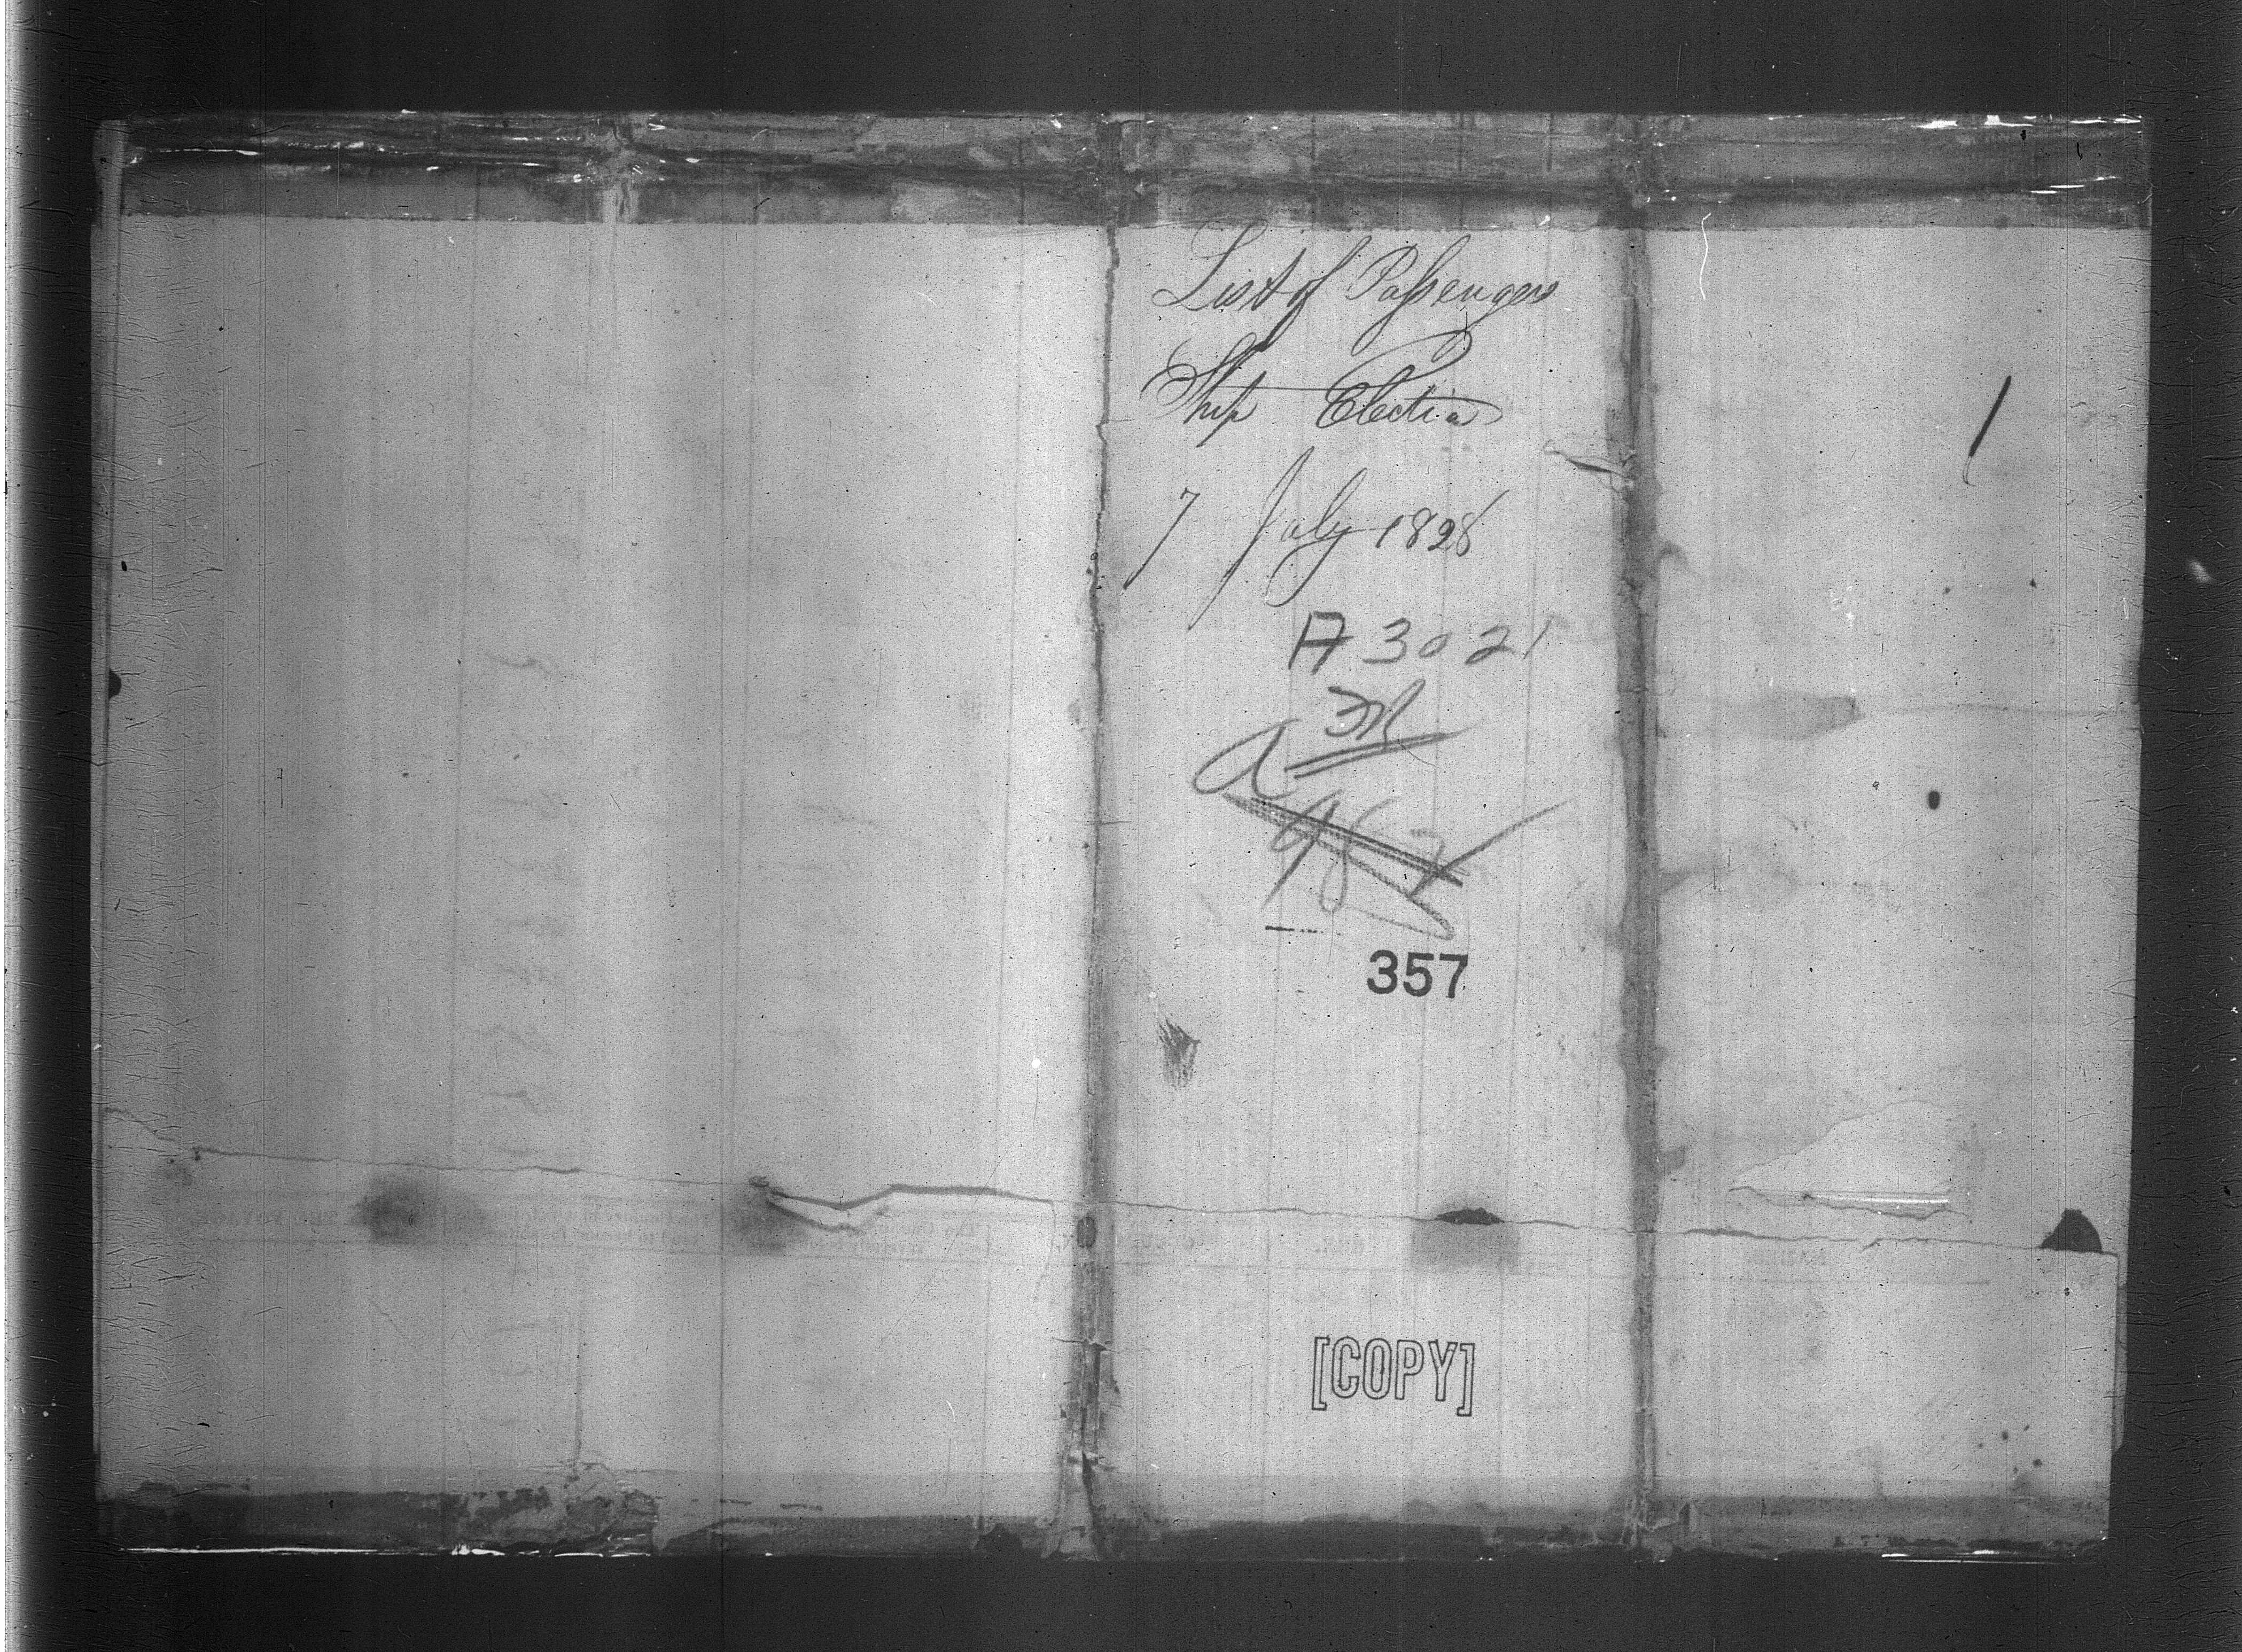 List of Passengers
Ship Electra
7 July 1828
A 3021
357
[COPY]
1